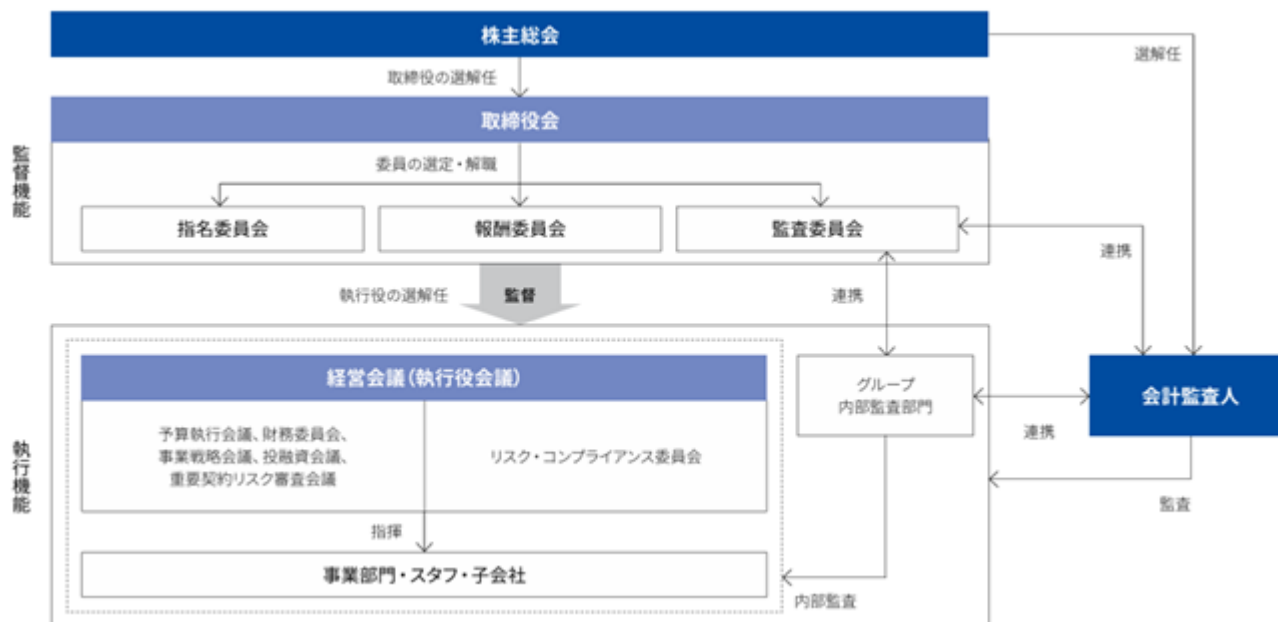 株主総会
選解任
取締役の選解任
取締役会
監督機能
委員の選定・解職
指名委員会
報酬委員会
監査委員会
連携
執行役の選解任
監督
連携
執行機能
経営会議(執行役会議)
グループ
内部監査部門
会計監査人
予算執行会議、財務委員会、
事業戦略会議、投融資会議、
重要契約リスク審査会議
リスク・コンプライアンス委員会
連携
監査
指揮
事業部門・スタッフ・子会社
内部監査